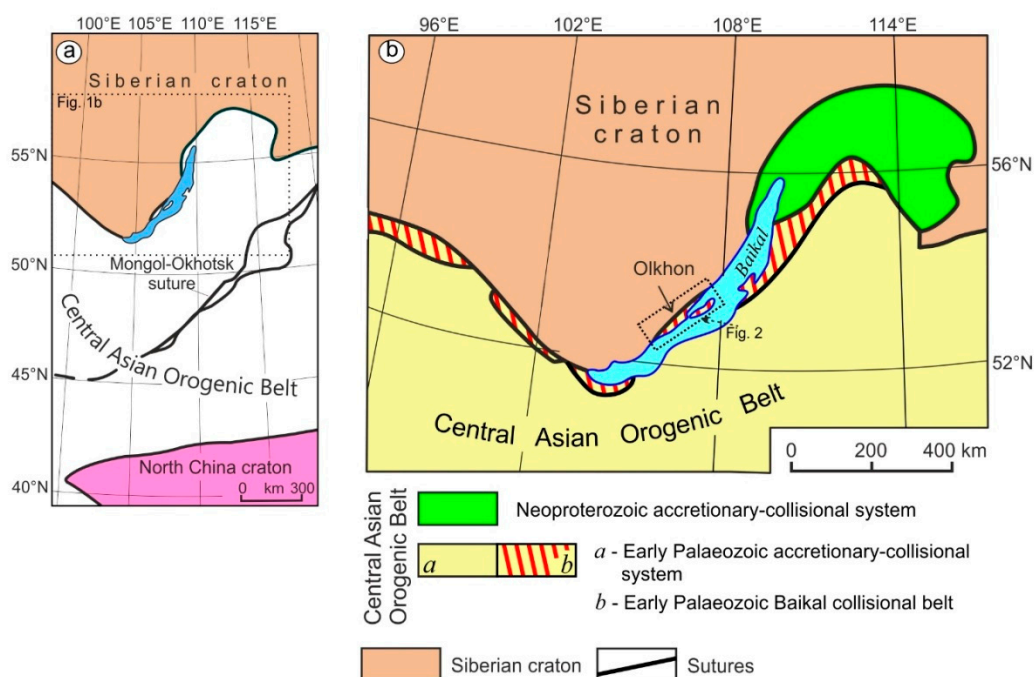 100°E 105°E 110°E 115°E
a
Siberian craton
Fig. 1b
55°N
50°N
Mongol-Okhotsk
suture
Central Asian Orogenic Belt
45°N
North China craton
40°N
0 km 300
96°E 102°E 108°E 114°E
b
Siberian
craton
56°N
Baikal
Olkhon
Fig. 2
52°N
Central Asian Orogenic Belt
0 200 400 km
Central Asian
Orogenic Belt
Neoproterozoic accretionary-collisional system
a b
a - Early Palaeozoic accretionary-collisional
system
b - Early Palaeozoic Baikal collisional belt
Siberian craton
Sutures